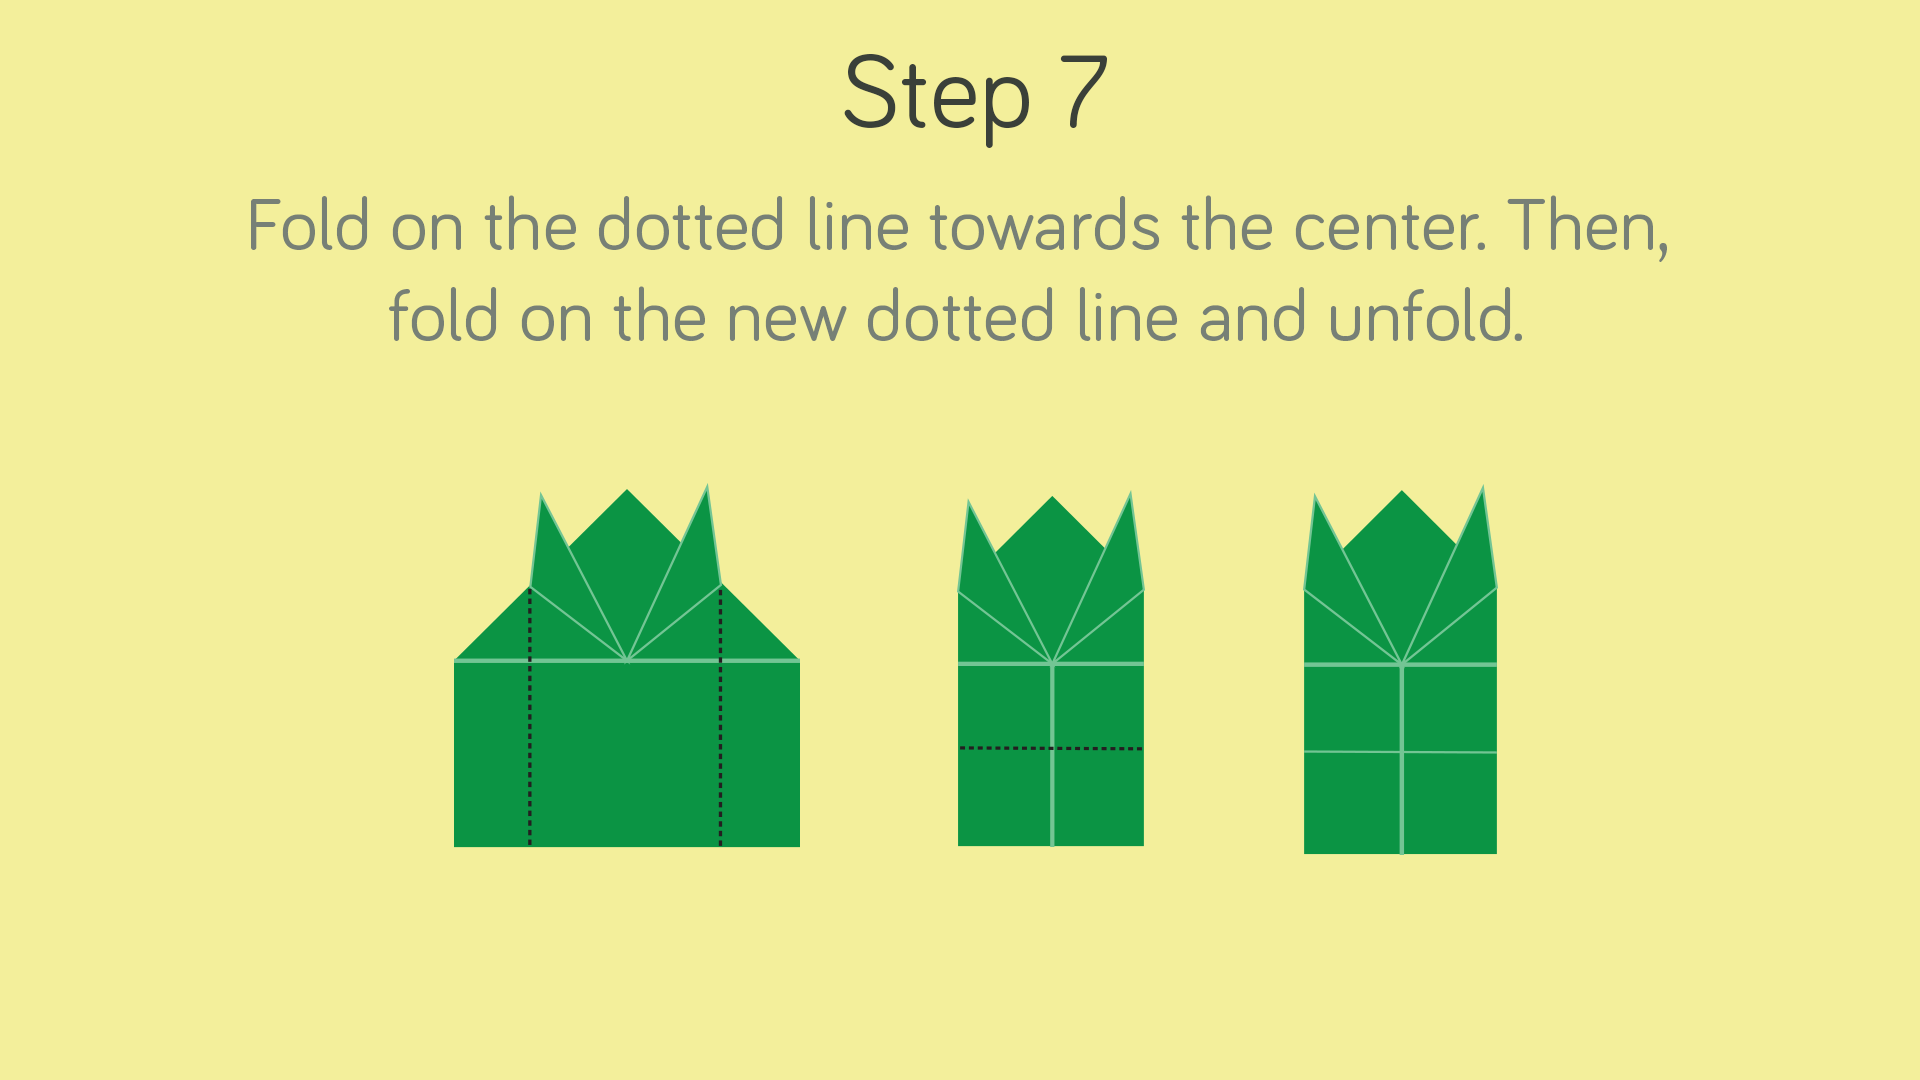 Step 7
Fold on the dotted line towards the center. Then,
fold on the new dotted line and unfold.